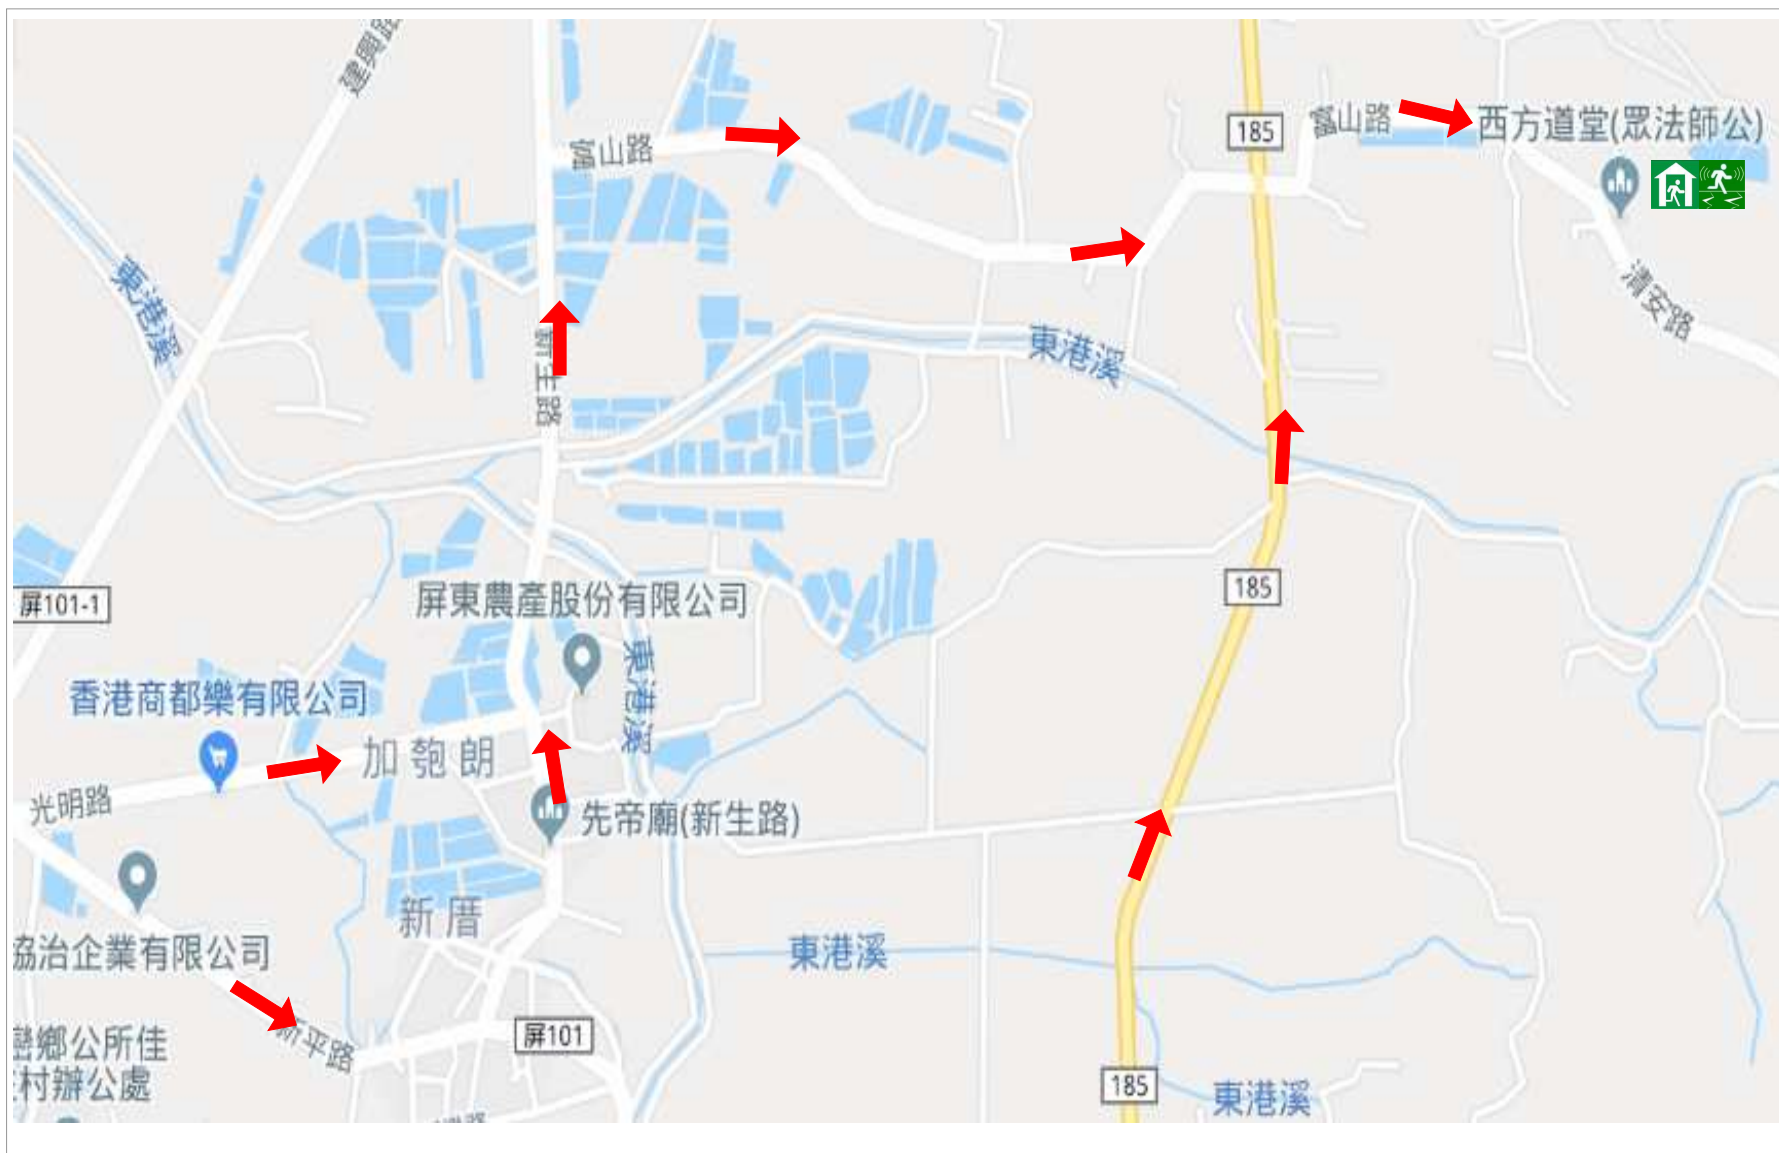 建興路
185
富山路
西方道堂(眾法師公)
富山路
清安路
東港溪
東港溪
新生路
185
屏東農產股份有限公司
屏101-1
東港溪
香港商都樂有限公司
加匏朗
光明路
先帝廟(新生路)
新厝
協治企業有限公司
東港溪
新平路
屏101
鄉公所佳
村辦公處
185
東港溪